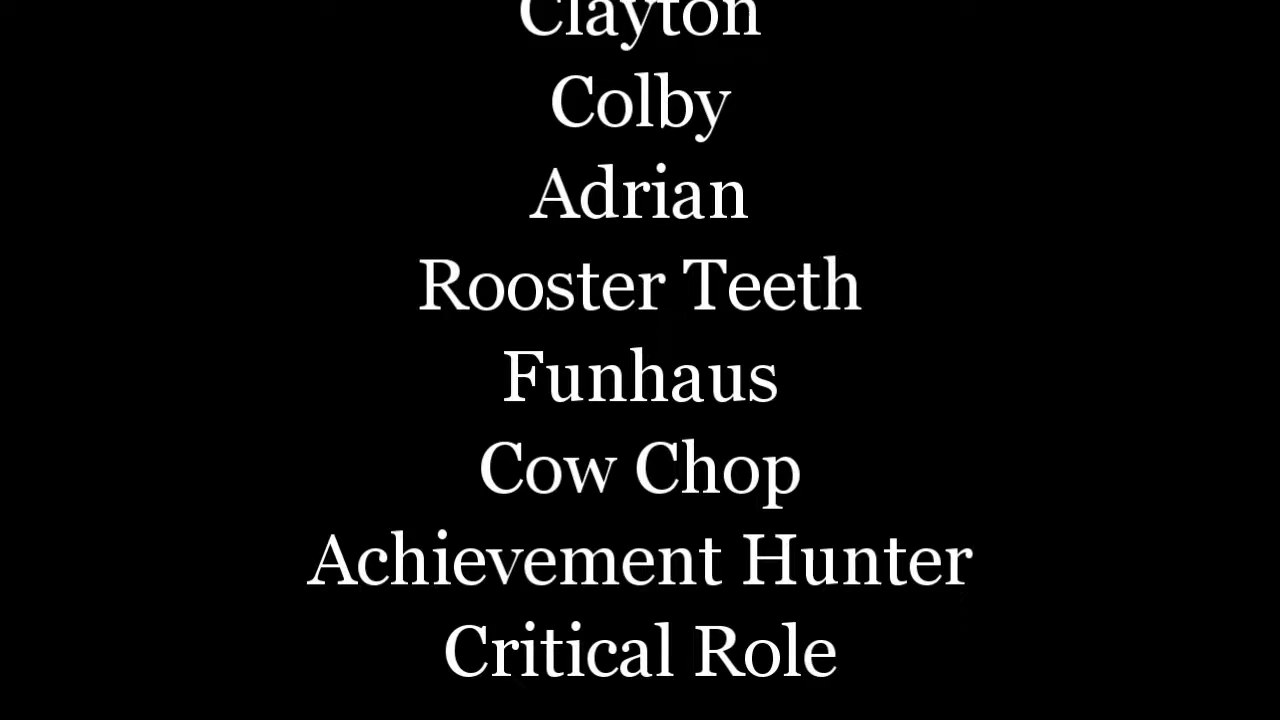 Clayton
Colby
Adrian
Rooster Teeth
Funhaus
Cow Chop
Achievement Hunter
Critical Role